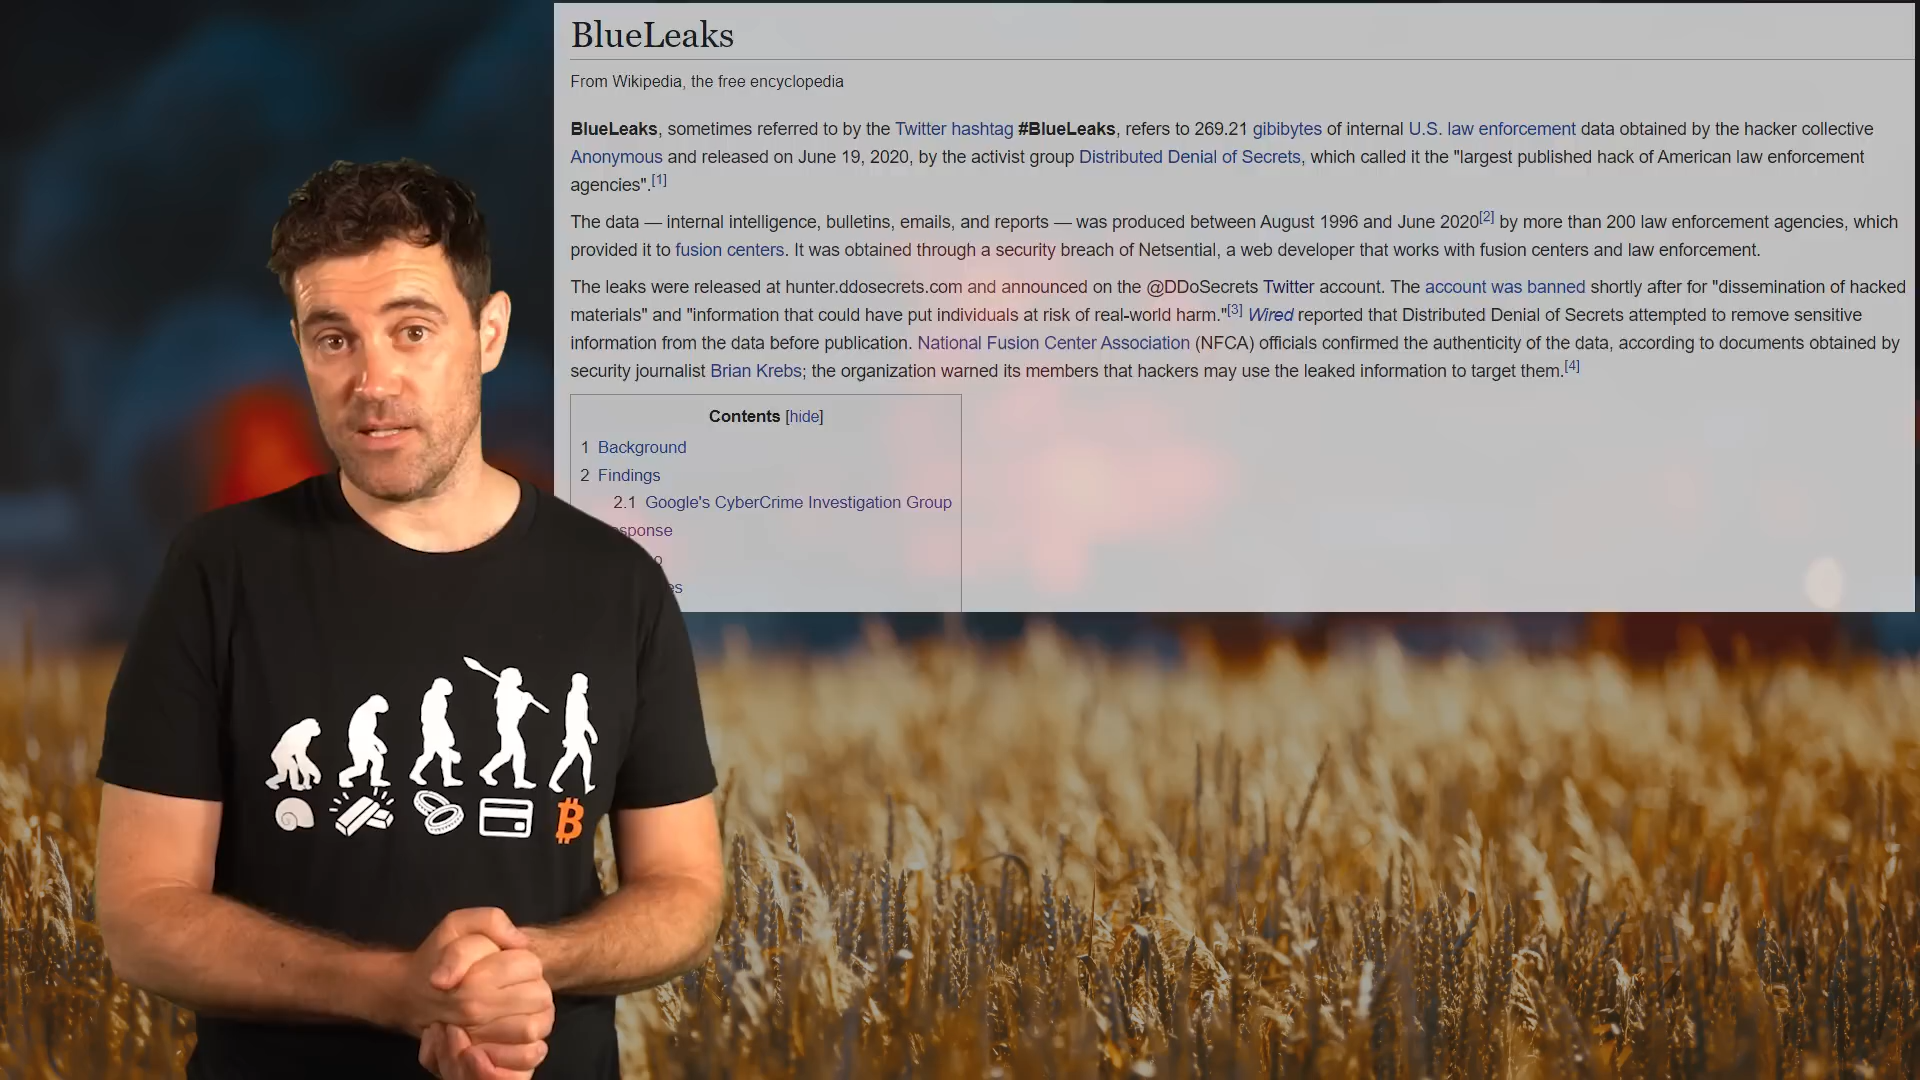 BlueLeaks
From Wikipedia, the free encyclopedia
BlueLeaks, sometimes referred to by the Twitter hashtag #BlueLeaks, refers to 269.21 gibibytes of internal U.S. law enforcement data obtained by the hacker collective
Anonymous and released on June 19, 2020, by the activist group Distributed Denial of Secrets, which called it the "largest published hack of American law enforcement
agencies".[1]
The data — internal intelligence, bulletins, emails, and reports — was produced between August 1996 and June 2020[2] by more than 200 law enforcement agencies, which
provided it to fusion centers. It was obtained through a security breach of Netsential, a web developer that works with fusion centers and law enforcement.
The leaks were released at hunter.ddosecrets.com and announced on the @DDoSecrets Twitter account. The account was banned shortly after for "dissemination of hacked
materials" and "information that could have put individuals at risk of real-world harm."[3] Wired reported that Distributed Denial of Secrets attempted to remove sensitive
information from the data before publication. National Fusion Center Association (NFCA) officials confirmed the authenticity of the data, according to documents obtained by
security journalist Brian Krebs; the organization warned its members that hackers may use the leaked information to target them.[4]
Contents [hide]
1 Background
2 Findings
2.1 Google's CyberCrime Investigation Group
sponse